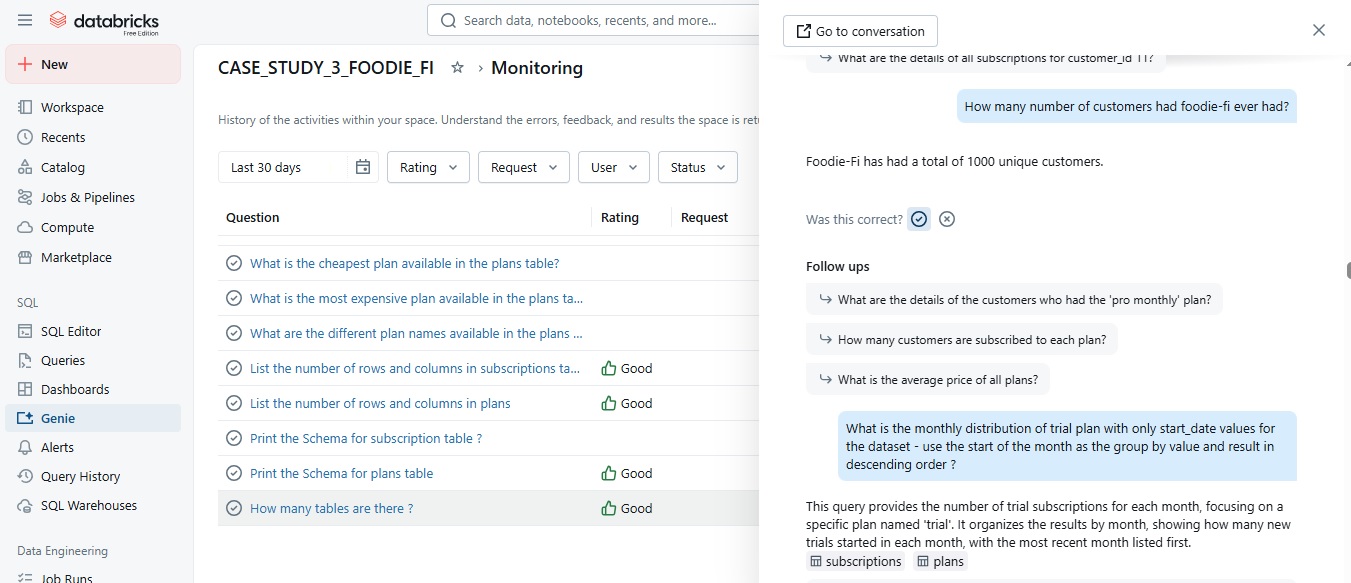 databricks
Free Edition
Search data, notebooks, recents, and more...
New
Workspace
Recents
Catalog
Jobs & Pipelines
Compute
Marketplace
SQL
SQL Editor
Queries
Dashboards
Genie
Alerts
Query History
SQL Warehouses
Data Engineering
Job Runs
CASE_STUDY_3_FOODIE_FI
Monitoring
History of the activities within your space. Understand the errors, feedback, and results the space is retu
Last 30 days
Rating
Request
User
Status
Question
Rating
Request
What is the cheapest plan available in the plans table?
What is the most expensive plan available in the plans ta...
What are the different plan names available in the plans ...
List the number of rows and columns in subscriptions ta... Good
List the number of rows and columns in plans Good
Print the Schema for subscription table ?
Print the Schema for plans table Good
How many tables are there ? Good
Go to conversation
What are the details of all subscriptions for customer_id 11?
How many number of customers had foodie-fi ever had?
Foodie-Fi has had a total of 1000 unique customers.
Was this correct?
Follow ups
What are the details of the customers who had the 'pro monthly' plan?
How many customers are subscribed to each plan?
What is the average price of all plans?
What is the monthly distribution of trial plan with only start_date values for
the dataset - use the start of the month as the group by value and result in
descending order ?
This query provides the number of trial subscriptions for each month, focusing on a
specific plan named 'trial'. It organizes the results by month, showing how many new
trials started in each month, with the most recent month listed first.
subscriptions
plans